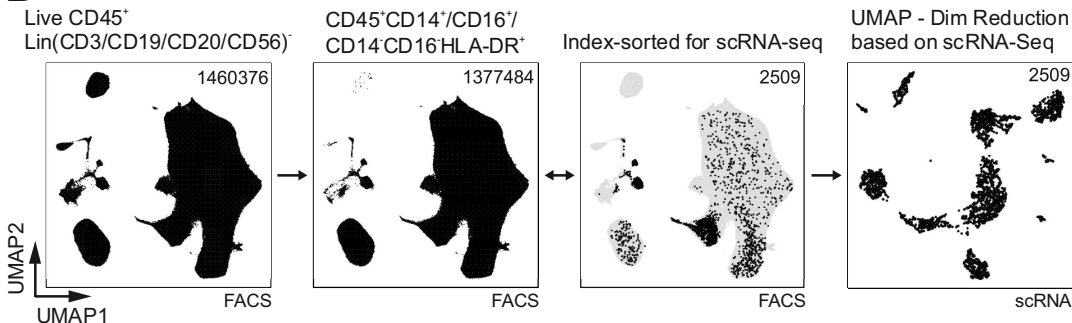 Live CD45⁺
Lin(CD3/CD19/CD20/CD56)⁻
1460376
FACS
UMAP2
UMAP1
CD45⁺CD14⁺/CD16⁺/
CD14⁻CD16⁻HLA-DR⁺
1377484
FACS
Index-sorted for scRNA-seq
2509
FACS
UMAP - Dim Reduction
based on scRNA-Seq
2509
scRNA